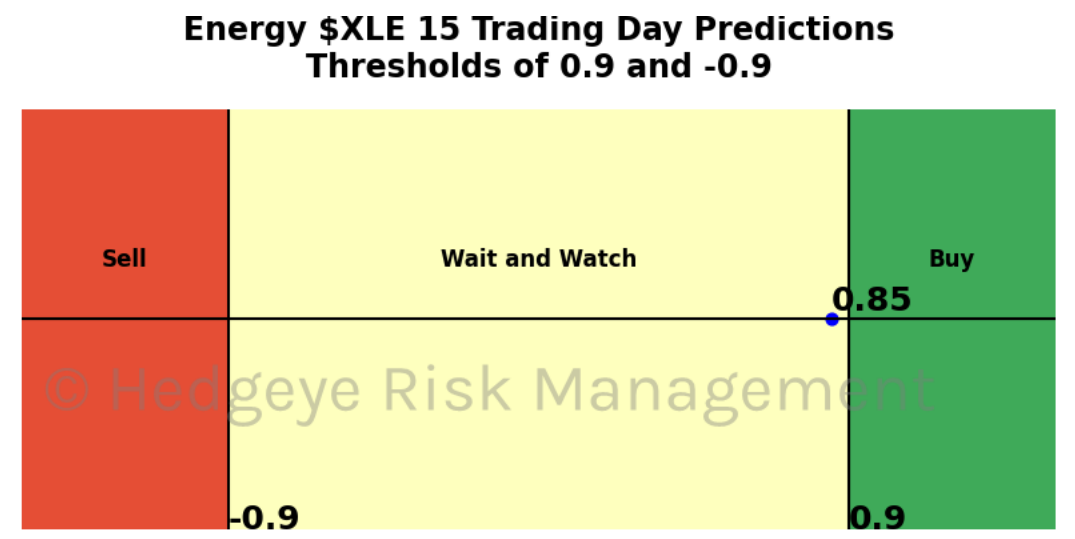 Energy $XLE 15 Trading Day Predictions
Thresholds of 0.9 and -0.9
Sell
Wait and Watch
Buy
0.85
© Hedgeye Risk Management
-0.9
0.9